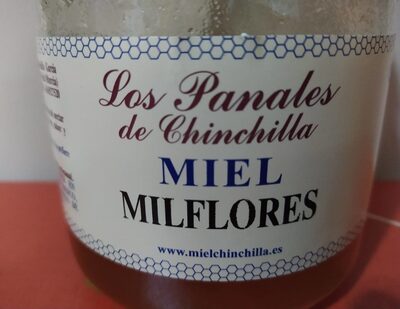 Los Panales
de Chinchilla
MIEL
MILFLORES
www.mielchinchilla.es